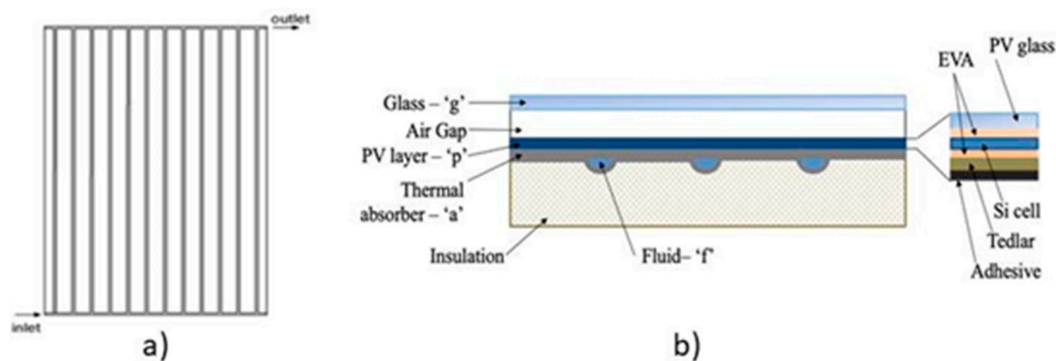 outlet
inlet
a)
Glass – 'g'
Air Gap
PV layer – 'p'
Thermal
absorber – 'a'
Insulation
Fluid– 'f'
EVA
PV glass
Si cell
Tedlar
Adhesive
b)